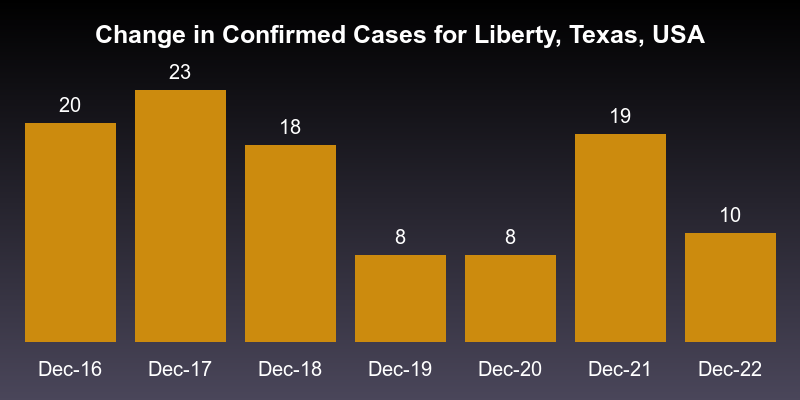 Change in Confirmed Cases for Liberty, Texas, USA
20 23 18 8 8 19 10
Dec-16 Dec-17 Dec-18 Dec-19 Dec-20 Dec-21 Dec-22